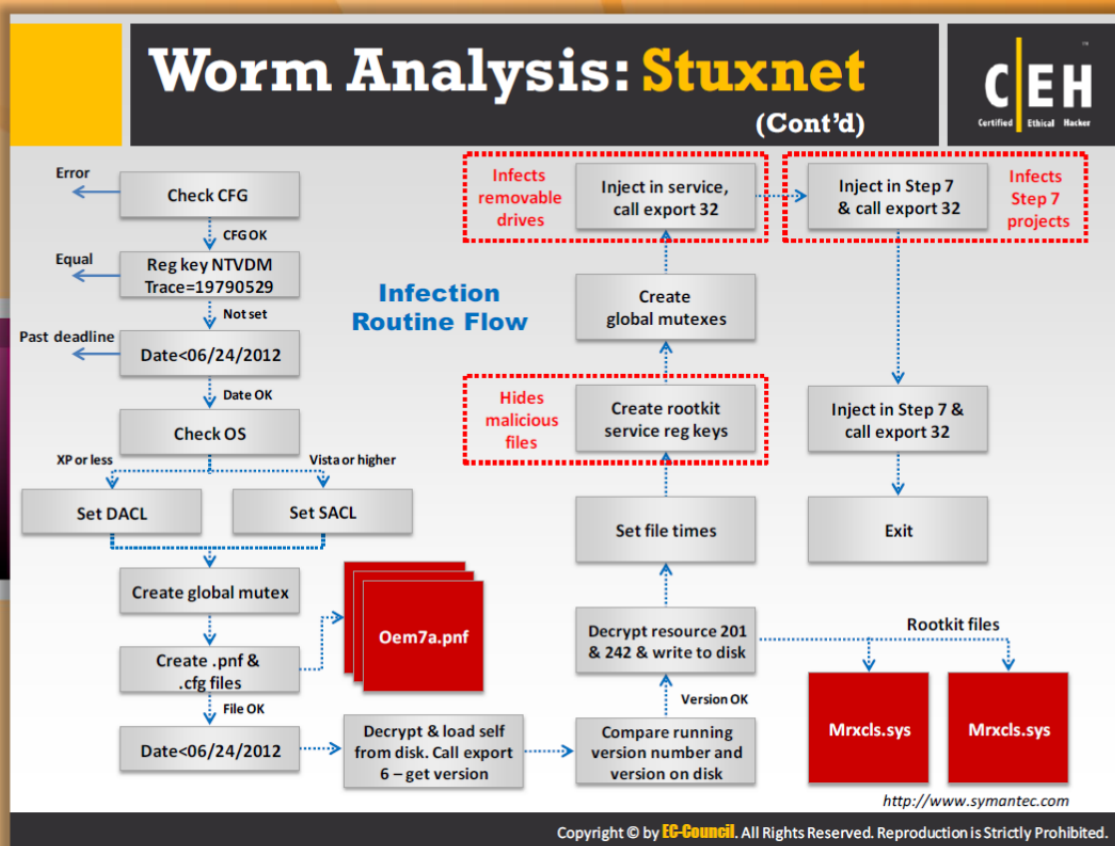 Worm Analysis: Stuxnet
(Cont'd)
C|EH
™
Certified Ethical Hacker
Error
Check CFG
CFG OK
Equal
Reg key NTVDM
Trace=19790529
Not set
Past deadline
Date<06/24/2012
Date OK
Check OS
XP or less
Vista or higher
Set DACL
Set SACL
Create global mutex
Create .pnf &
.cfg files
Oem7a.pnf
File OK
Date<06/24/2012
Decrypt & load self
from disk. Call export
6 – get version
Compare running
version number and
version on disk
Version OK
Decrypt resource 201
& 242 & write to disk
Rootkit files
Mrxcls.sys
Mrxcls.sys
Set file times
Hides
malicious
files
Create rootkit
service reg keys
Create
global mutexes
Infection
Routine Flow
Infects
removable
drives
Inject in service,
call export 32
Inject in Step 7
& call export 32
Infects
Step 7
projects
Inject in Step 7 &
call export 32
Exit
http://www.symantec.com
Copyright © by EC-Council. All Rights Reserved. Reproduction is Strictly Prohibited.